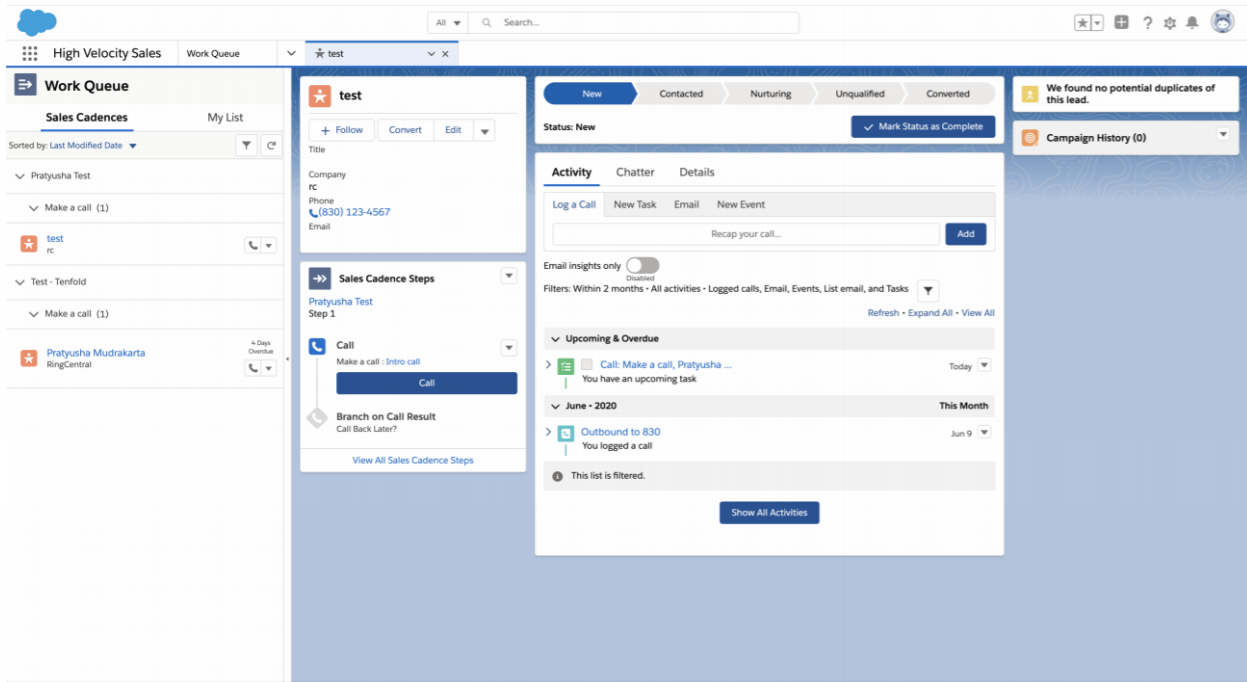 All
Search...
High Velocity Sales
Work Queue
test
Work Queue
Sales Cadences
My List
Sorted by: Last Modified Date
Pratyusha Test
Make a call (1)
test
rc
Test - Tenfold
Make a call (1)
Pratyusha Mudrakarta
RingCentral
4 Days
Overdue
test
+ Follow
Convert
Edit
Title
Company
rc
Phone
(830) 123-4567
Email
Sales Cadence Steps
Pratyusha Test
Step 1
Call
Make a call : Intro call
Call
Branch on Call Result
Call Back Later?
View All Sales Cadence Steps
New
Contacted
Nurturing
Unqualified
Converted
Status: New
Mark Status as Complete
Activity
Chatter
Details
Log a Call
New Task
Email
New Event
Recap your call...
Add
Email insights only
Disabled
Filters: Within 2 months • All activities • Logged calls, Email, Events, List email, and Tasks
Refresh • Expand All • View All
Upcoming & Overdue
Call: Make a call, Pratyusha ...
Today
You have an upcoming task
June • 2020
This Month
Outbound to 830
Jun 9
You logged a call
This list is filtered.
Show All Activities
We found no potential duplicates of
this lead.
Campaign History (0)